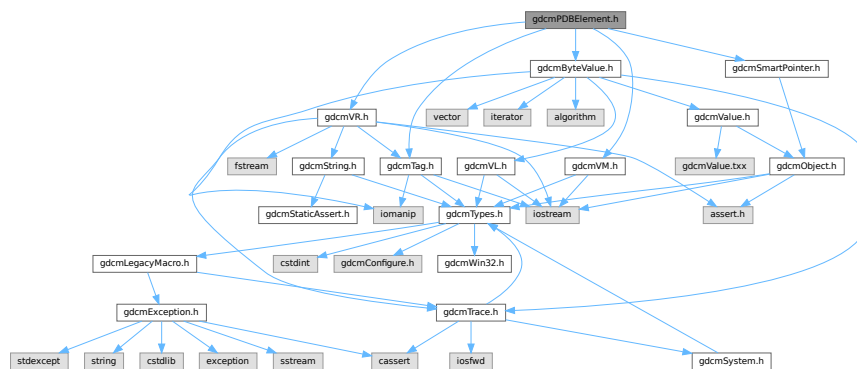 gdcmPDBElement.h
gdcmByteValue.h
gdcmSmartPointer.h
gdcmVR.h
vector
iterator
algorithm
gdcmValue.h
fstream
gdcmString.h
gdcmTag.h
gdcmVL.h
gdcmVM.h
gdcmValue.txx
gdcmObject.h
gdcmStaticAssert.h
iomanip
gdcmTypes.h
iostream
assert.h
gdcmLegacyMacro.h
cstdint
gdcmConfigure.h
gdcmWin32.h
gdcmException.h
gdcmTrace.h
stdexcept
string
cstdlib
exception
sstream
cassert
iosfwd
gdcmSystem.h